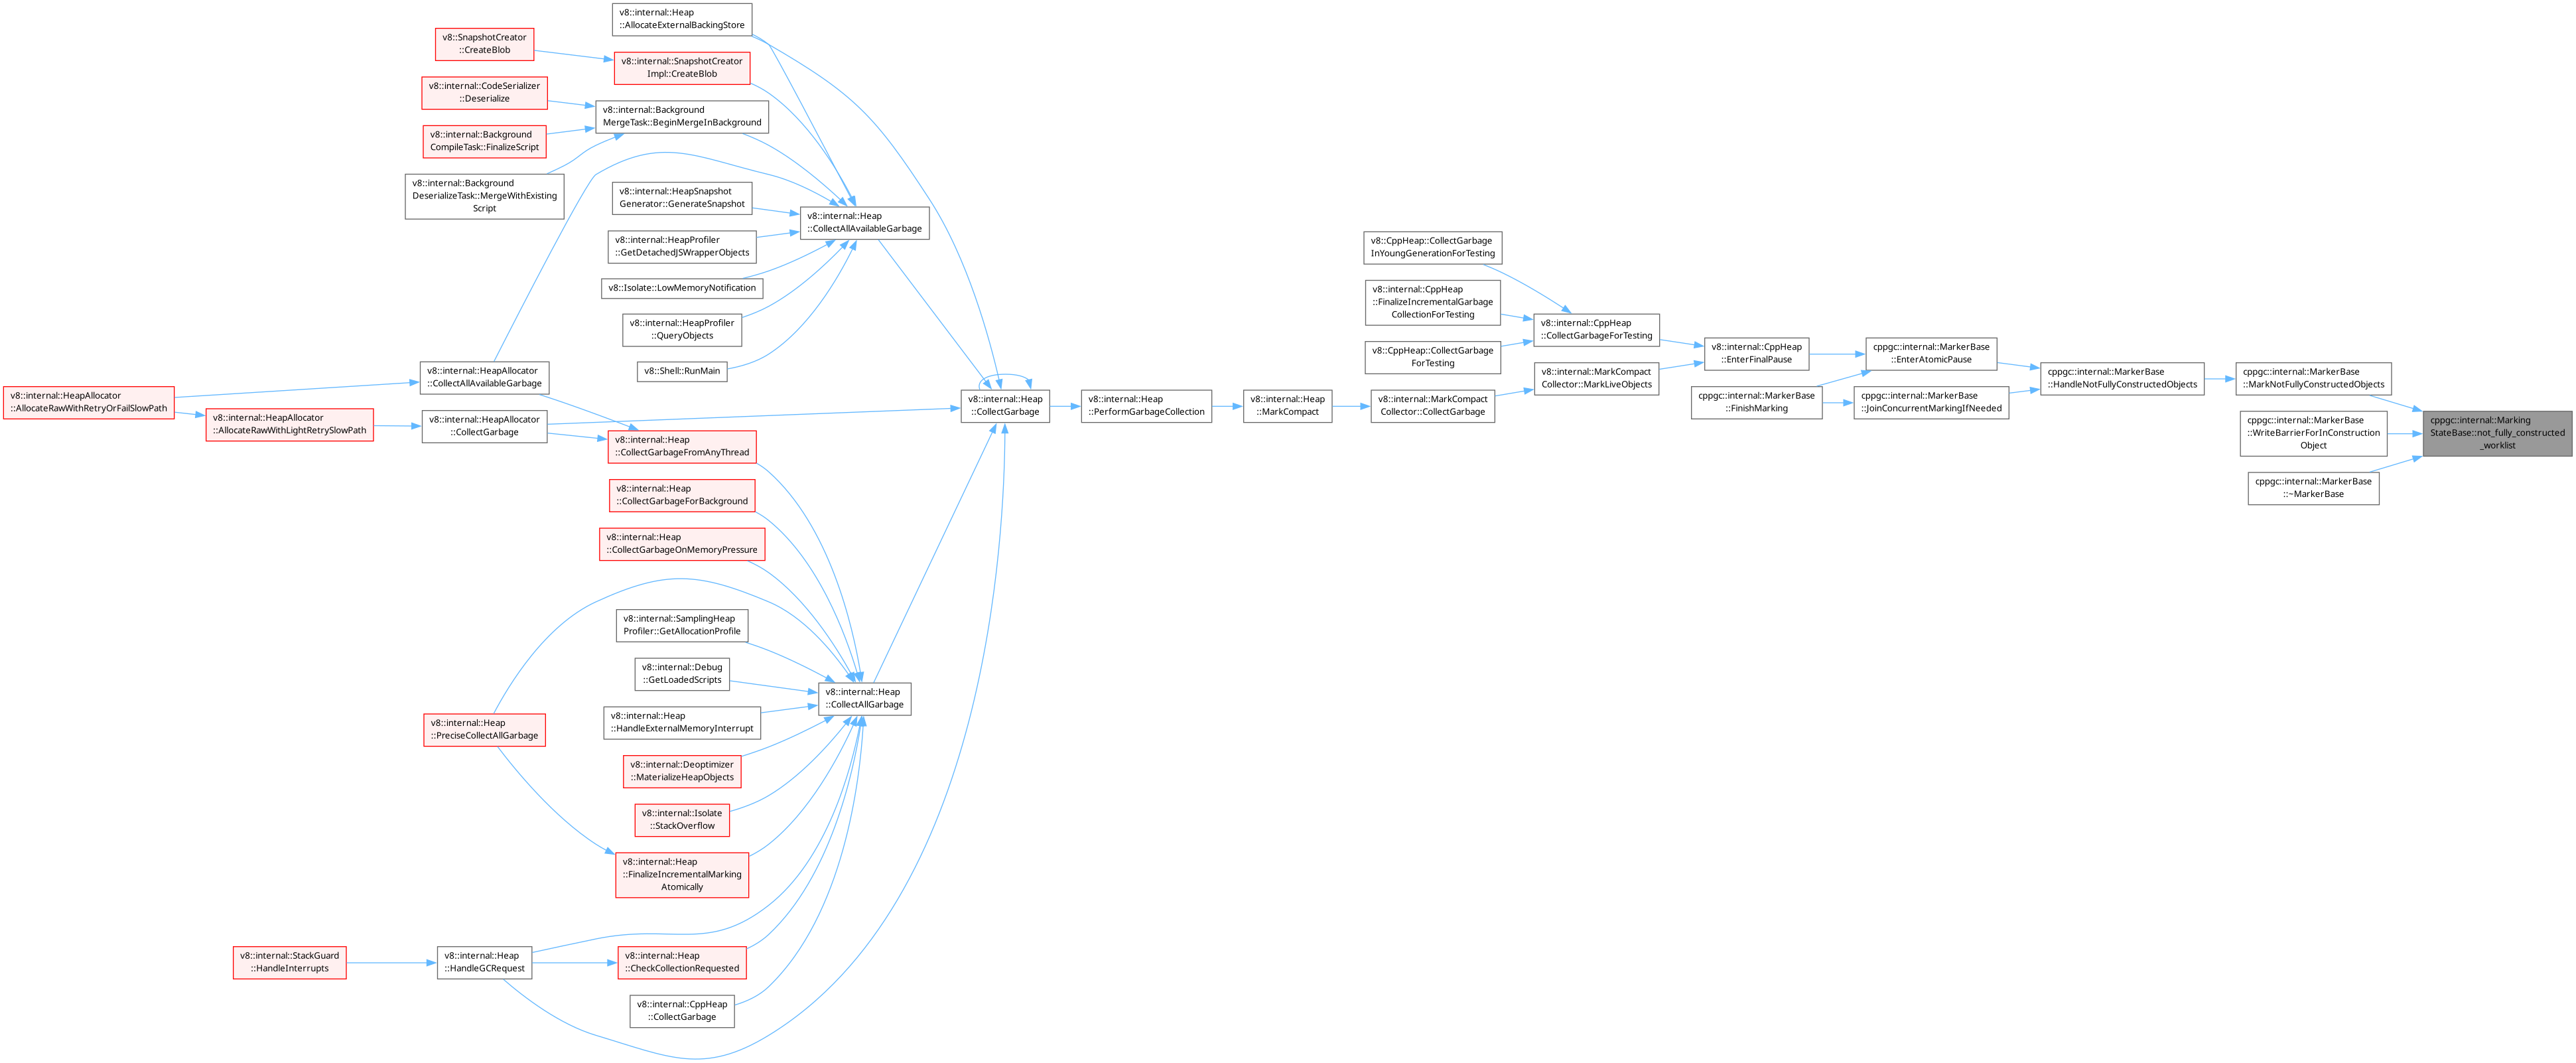 v8::internal::Heap
::AllocateExternalBackingStore
v8::SnapshotCreator
::CreateBlob
v8::internal::SnapshotCreator
Impl::CreateBlob
v8::internal::CodeSerializer
::Deserialize
v8::internal::Background
MergeTask::BeginMergeInBackground
v8::internal::Background
CompileTask::FinalizeScript
v8::internal::Background
DeserializeTask::MergeWithExisting
Script
v8::internal::HeapSnapshot
Generator::GenerateSnapshot
v8::internal::Heap
::CollectAllAvailableGarbage
v8::internal::HeapProfiler
::GetDetachedJSWrapperObjects
v8::Isolate::LowMemoryNotification
v8::internal::HeapProfiler
::QueryObjects
v8::Shell::RunMain
v8::internal::HeapAllocator
::CollectAllAvailableGarbage
v8::internal::HeapAllocator
::AllocateRawWithRetryOrFailSlowPath
v8::internal::HeapAllocator
::AllocateRawWithLightRetrySlowPath
v8::internal::HeapAllocator
::CollectGarbage
v8::internal::Heap
::CollectGarbageFromAnyThread
v8::internal::Heap
::CollectGarbage
v8::internal::Heap
::PerformGarbageCollection
v8::internal::Heap
::MarkCompact
v8::internal::MarkCompact
Collector::CollectGarbage
v8::CppHeap::CollectGarbage
InYoungGenerationForTesting
v8::internal::CppHeap
::FinalizeIncrementalGarbage
CollectionForTesting
v8::CppHeap::CollectGarbage
ForTesting
v8::internal::CppHeap
::CollectGarbageForTesting
v8::internal::MarkCompact
Collector::MarkLiveObjects
v8::internal::CppHeap
::EnterFinalPause
cppgc::internal::MarkerBase
::FinishMarking
cppgc::internal::MarkerBase
::EnterAtomicPause
cppgc::internal::MarkerBase
::JoinConcurrentMarkingIfNeeded
cppgc::internal::MarkerBase
::HandleNotFullyConstructedObjects
cppgc::internal::MarkerBase
::MarkNotFullyConstructedObjects
cppgc::internal::MarkerBase
::WriteBarrierForInConstruction
Object
cppgc::internal::MarkerBase
::~MarkerBase
cppgc::internal::Marking
StateBase::not_fully_constructed
_worklist
v8::internal::Heap
::CollectGarbageForBackground
v8::internal::Heap
::CollectGarbageOnMemoryPressure
v8::internal::SamplingHeap
Profiler::GetAllocationProfile
v8::internal::Debug
::GetLoadedScripts
v8::internal::Heap
::CollectAllGarbage
v8::internal::Heap
::HandleExternalMemoryInterrupt
v8::internal::Heap
::PreciseCollectAllGarbage
v8::internal::Deoptimizer
::MaterializeHeapObjects
v8::internal::Isolate
::StackOverflow
v8::internal::Heap
::FinalizeIncrementalMarking
Atomically
v8::internal::StackGuard
::HandleInterrupts
v8::internal::Heap
::HandleGCRequest
v8::internal::Heap
::CheckCollectionRequested
v8::internal::CppHeap
::CollectGarbage